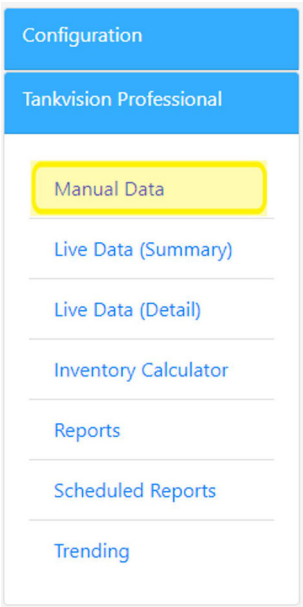 Configuration
Tankvision Professional
Manual Data
Live Data (Summary)
Live Data (Detail)
Inventory Calculator
Reports
Scheduled Reports
Trending